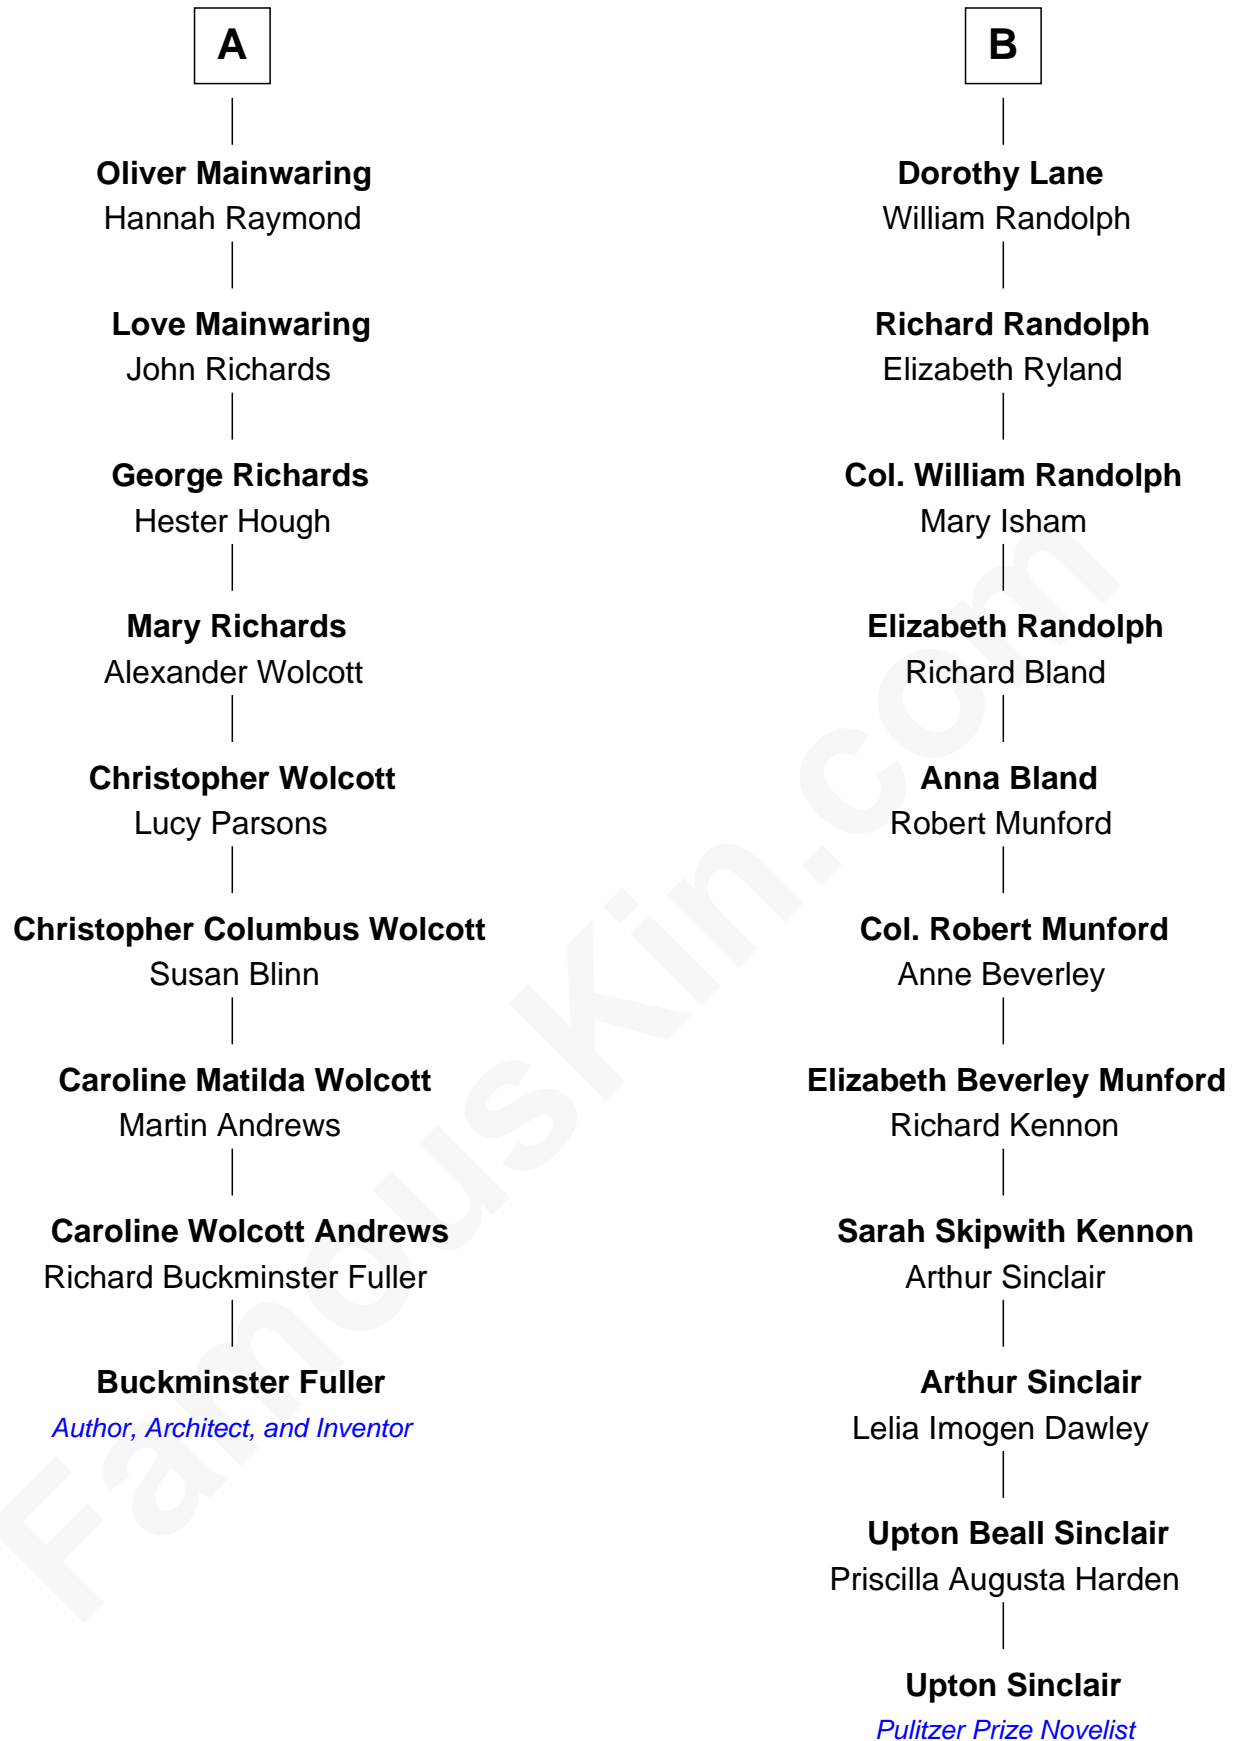 A
Oliver Mainwaring
Hannah Raymond
Love Mainwaring
John Richards
George Richards
Hester Hough
Mary Richards
Alexander Wolcott
Christopher Wolcott
Lucy Parsons
Christopher Columbus Wolcott
Susan Blinn
Caroline Matilda Wolcott
Martin Andrews
Caroline Wolcott Andrews
Richard Buckminster Fuller
Buckminster Fuller
Author, Architect, and Inventor
B
Dorothy Lane
William Randolph
Richard Randolph
Elizabeth Ryland
Col. William Randolph
Mary Isham
Elizabeth Randolph
Richard Bland
Anna Bland
Robert Munford
Col. Robert Munford
Anne Beverley
Elizabeth Beverley Munford
Richard Kennon
Sarah Skipwith Kennon
Arthur Sinclair
Arthur Sinclair
Lelia Imogen Dawley
Upton Beall Sinclair
Priscilla Augusta Harden
Upton Sinclair
Pulitzer Prize Novelist
FamousKin.com